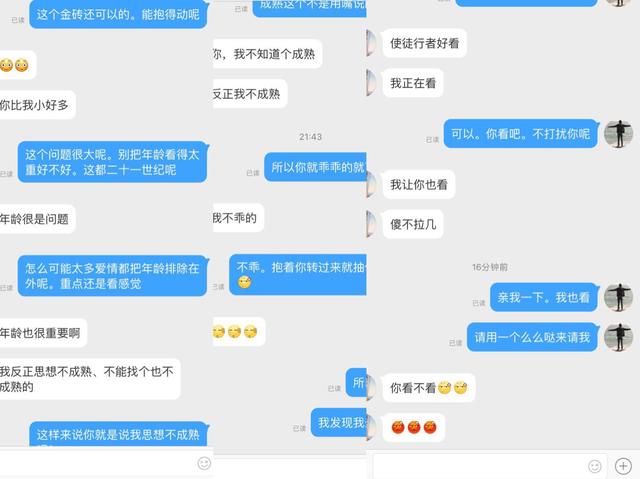 这个金砖还可以的。能抱得动呢
已读
你比我小好多
这个问题很大呢。别把年龄看得太
重好不好。这都二十一世纪呢
已读
年龄很是问题
怎么可能太多爱情都把年龄排除在
外呢。重点还是看感觉
已读
年龄也很重要啊
我反正思想不成熟、不能找个也不
成熟的
这样来说你就是说我思想不成熟
成熟这个不是用嘴说
已读
你，我不知道个成熟
反正我不成熟
21:43
所以你就乖乖的就
已读
我不乖的
不乖。抱着你转过来就抽
已读
所
已读
我发现我
已读
已读
使徒行者好看
我正在看
可以。你看吧。不打扰你呢
已读
我让你也看
傻不拉几
16分钟前
亲我一下。我也看
已读
请用一个么么哒来请我
已读
你看不看